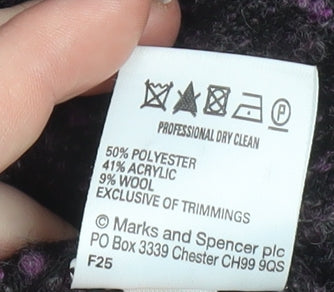 P
PROFESSIONAL DRY CLEAN
50% POLYESTER
41% ACRYLIC
9% WOOL
EXCLUSIVE OF TRIMMINGS
© Marks and Spencer plc
PO Box 3339 Chester CH99 9QS
F25